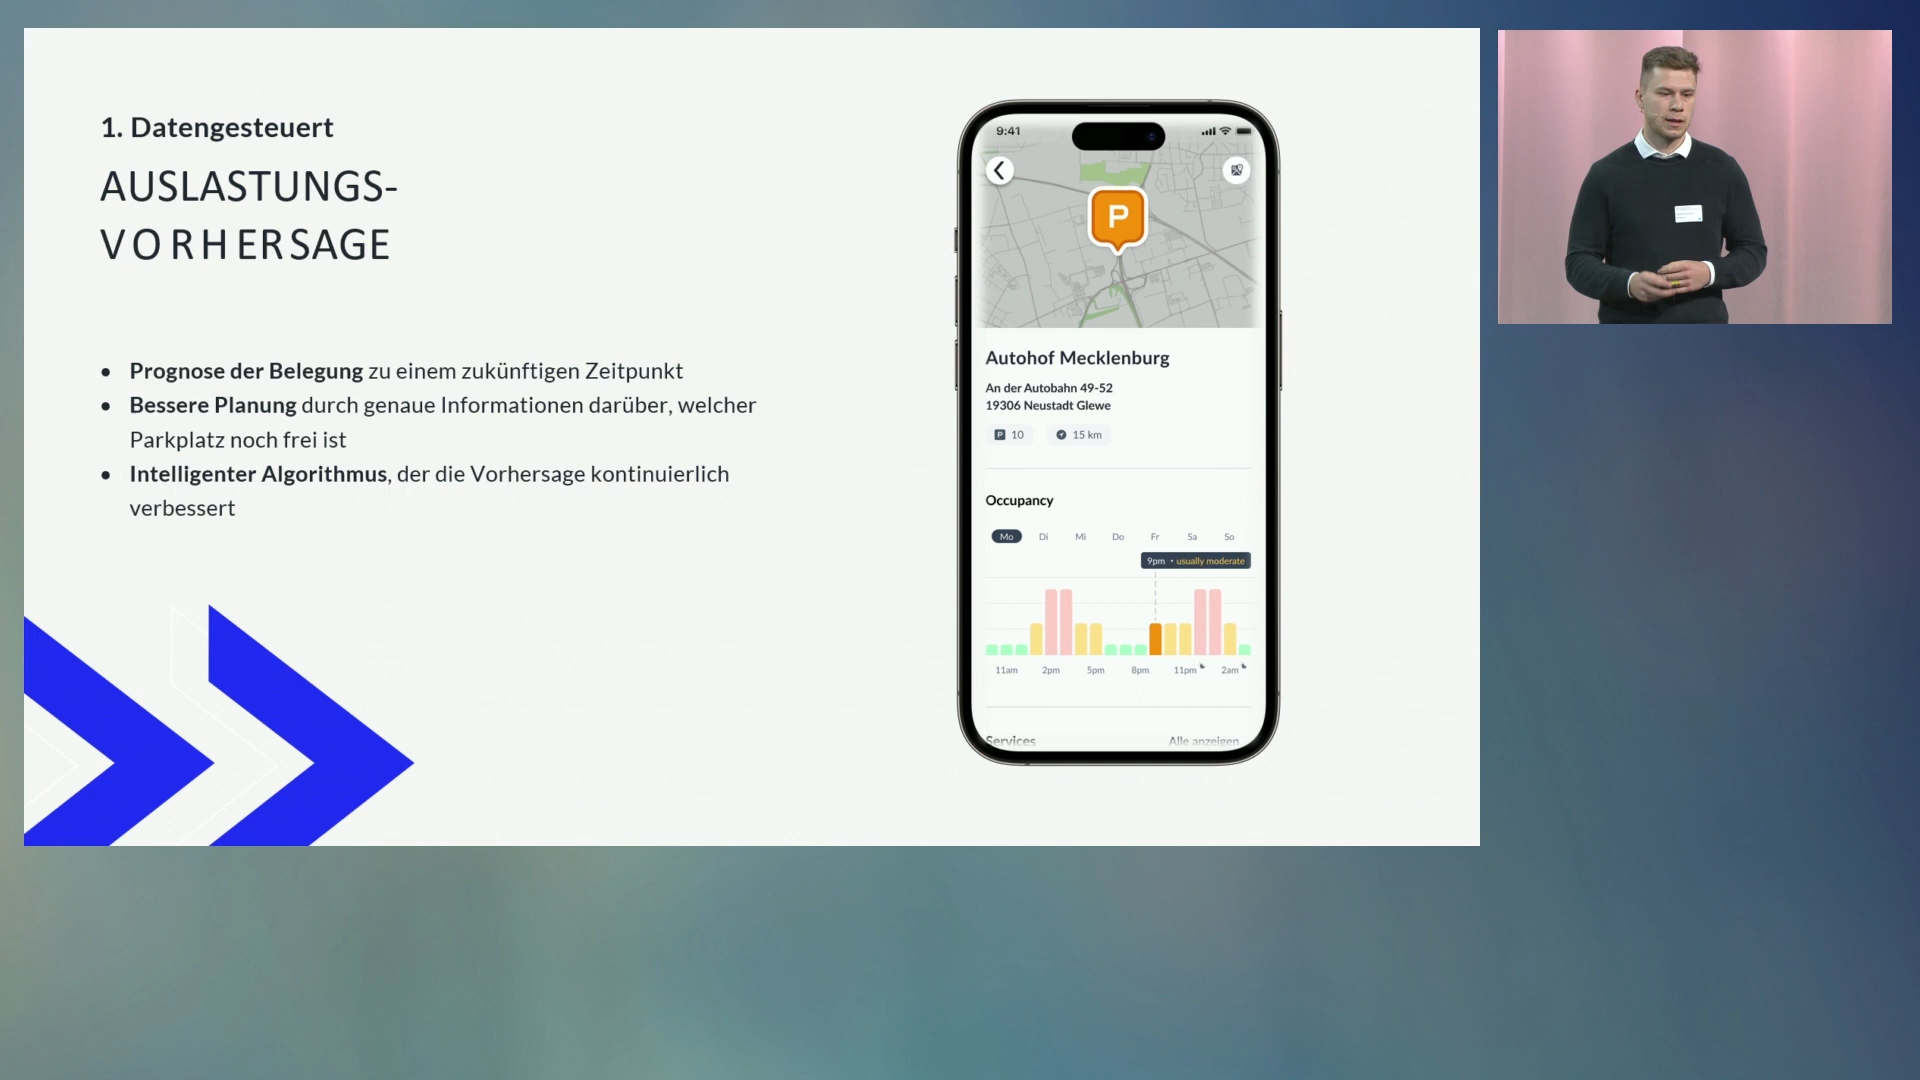 1. Datengesteuert
AUSLASTUNGS-
VORHERSAGE
• Prognose der Belegung zu einem zukünftigen Zeitpunkt
• Bessere Planung durch genaue Informationen darüber, welcher
Parkplatz noch frei ist
• Intelligenter Algorithmus, der die Vorhersage kontinuierlich
verbessert
9:41
P
Autohof Mecklenburg
An der Autobahn 49-52
19306 Neustadt Glewe
P 10 15 km
Occupancy
Mo Di Mi Do Fr Sa So
9pm • usually moderate
11am 2pm 5pm 8pm 11pm 2am
Services Alle anzeigen